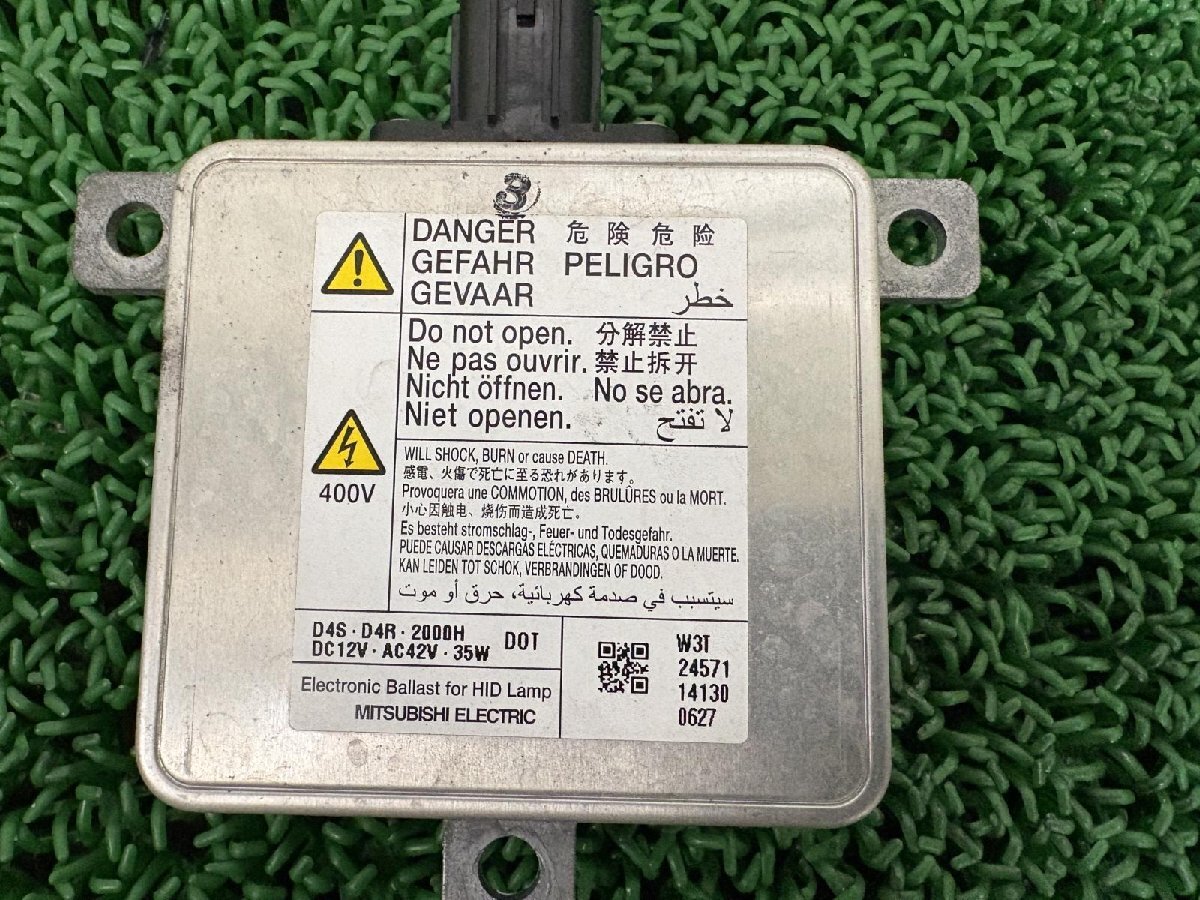 3
DANGER 危険 危险
GEFAHR PELIGRO
GEVAAR خطر
Do not open. 分解禁止
Ne pas ouvrir. 禁止拆开
Nicht öffnen. No se abra.
Niet openen. لا تفتح
400V
WILL SHOCK, BURN or cause DEATH.
感電、火傷で死亡に至る恐れがあります。
Provoquera une COMMOTION, des BRULÛRES ou la MORT.
小心因触电、烧伤而造成死亡。
Es besteht stromschlag-, Feuer- und Todesgefahr.
PUEDE CAUSAR DESCARGAS ELÉCTRICAS, QUEMADURAS O LA MUERTE.
KAN LEIDEN TOT SCHOK, VERBRANDINGEN OF DOOD.
سيتسبب في صدمة كهربائية، حرق أو موت
D4S · D4R · 2000H DOT
DC12V · AC42V · 35W
Electronic Ballast for HID Lamp
MITSUBISHI ELECTRIC
W3T
24571
14130
0627